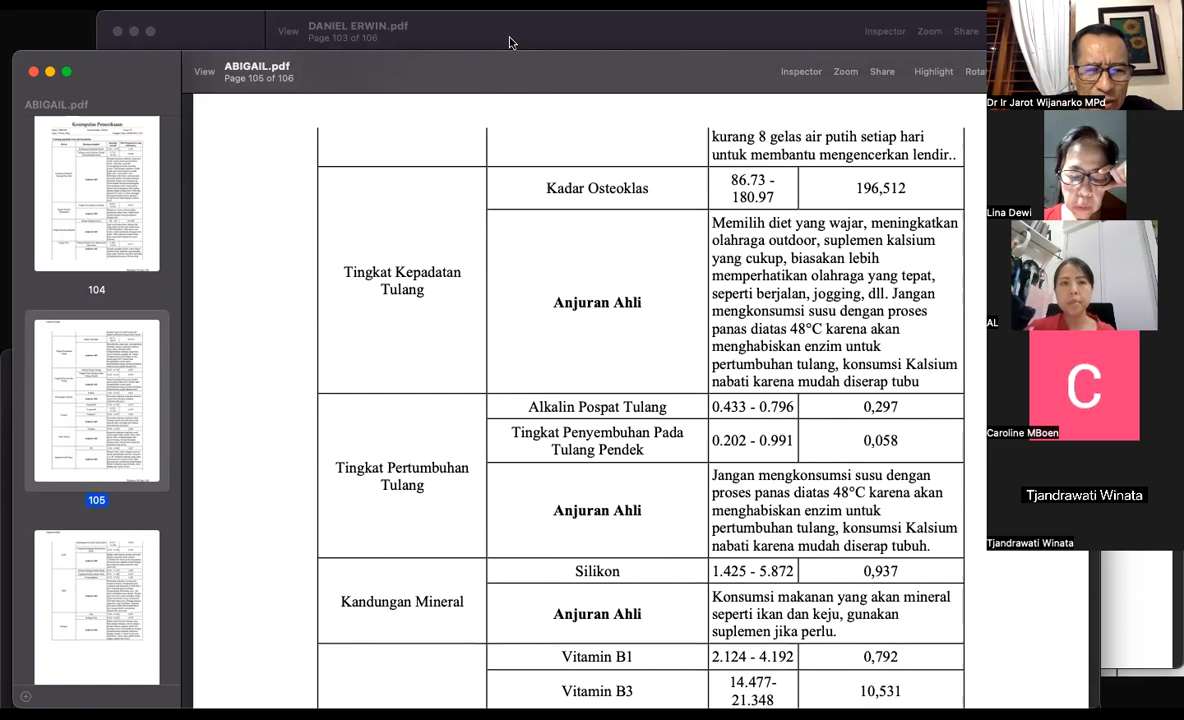 View
DANIEL ERWIN.pdf
Page 103 of 106
Inspector
Zoom
Share
View
ABIGAIL.pdf
Page 105 of 106
Inspector
Zoom
Share
Highlight
Rota
ABIGAIL.pdf
Kesimpulan Pemeriksaan
104
105
kurang 8 getas air putih setiap hari
untuk membantu mengencerkan lendir..
Kadar Osteoklas
86.73 -
180.97
196,512
Tingkat Kepadatan
Tulang
Anjuran Ahli
Memilih diet yang wajar, meningkatkan
olahraga outdoor, suplemen kalsium
yang cukup, biasakan lebih
memperhatikan olahraga yang tepat,
seperti berjalan, jogging, dll. Jangan
mengkonsumsi susu dengan proses
panas diatas 48°C karena akan
menghabiskan enzim untuk
pertumbuhan tulang, konsumsi Kalsium
nabati karena mudah diserap tubu
Tingkat Pertumbuhan
Tulang
Alkalin Pospat Tulang
0.433 - 0.796
0,297
Tingkat Penyembuhan Pada
Tulang Pendek
0.202 - 0.991
0,058
Anjuran Ahli
Jangan mengkonsumsi susu dengan
proses panas diatas 48°C karena akan
menghabiskan enzim untuk
pertumbuhan tulang, konsumsi Kalsium
nabati karena mudah diserap tubuh.
Kandungan Mineral
Silikon
1.425 - 5.872
0,937
Anjuran Ahli
Konsumsi makanan yang akan mineral
seperti ikan dan keju, gunakan
suplemen jika perlu.
Vitamin B1
2.124 - 4.192
0,792
Vitamin B3
14.477-
21.348
10,531
Dr Ir Jarot Wijanarko MPd
Lina Dewi
AL
C
Caroline MBoen
Tjandrawati Winata
Tjandrawati Winata